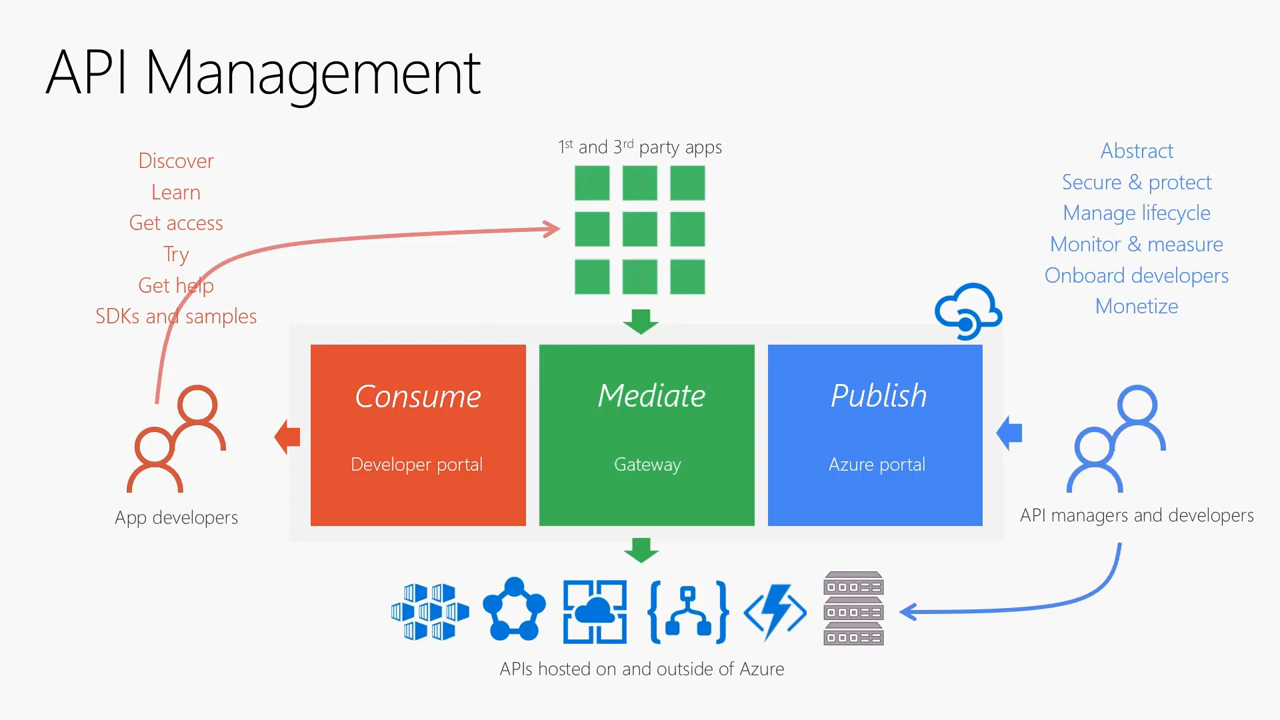 API Management
Discover
Learn
Get access
Try
Get help
SDKs and samples
1st and 3rd party apps
Abstract
Secure & protect
Manage lifecycle
Monitor & measure
Onboard developers
Monetize
Consume
Developer portal
Mediate
Gateway
Publish
Azure portal
App developers
API managers and developers
APIs hosted on and outside of Azure